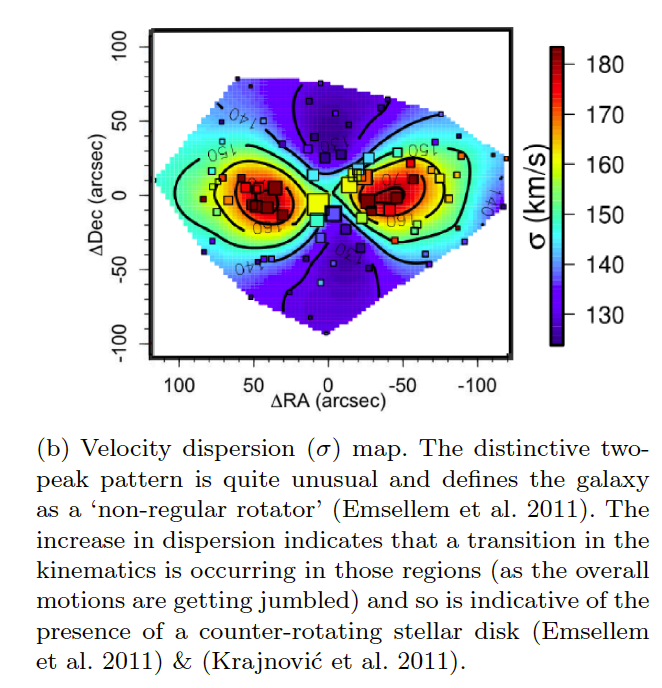 100
50
0
-50
-100
ΔDec (arcsec)
140
150
130
150
140
160
160
140
130
140
100 50 0 -50 -100
ΔRA (arcsec)
180
170
160
150
140
130
σ (km/s)
(b) Velocity dispersion (σ) map. The distinctive two-
peak pattern is quite unusual and defines the galaxy
as a ‘non-regular rotator’ (Emsellem et al. 2011). The
increase in dispersion indicates that a transition in the
kinematics is occurring in those regions (as the overall
motions are getting jumbled) and so is indicative of the
presence of a counter-rotating stellar disk (Emsellem
et al. 2011) & (Krajnović et al. 2011).